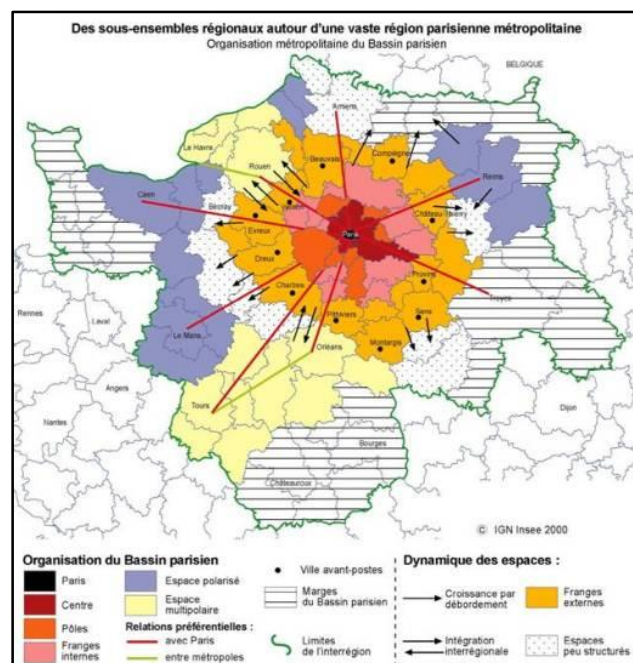 Des sous-ensembles régionaux autour d'une vaste région parisienne métropolitaine
Organisation métropolitaine du Bassin parisien
BELGIQUE
Amiens
Le Havre
Rouen
Beauvais
Compiègne
Reims
Caen
Bernay
Vernon
Château-Thierry
Evreux
Paris
Dreux
Provins
Chartres
Troyes
Sens
Rennes
Laval
Le Mans
Pithiviers
Montargis
Orléans
Angers
Tours
Nantes
Bourges
Dijon
Châteauroux
© IGN Insee 2000
Organisation du Bassin parisien
Paris
Centre
Pôles
Franges internes
Espace polarisé
Espace multipolaire
Relations préférentielles :
avec Paris
entre métropoles
Ville avant-postes
Marges du Bassin parisien
Limites de l'interrégion
Dynamique des espaces :
Croissance par débordement
Intégration interrégionale
Franges externes
Espaces peu structurés